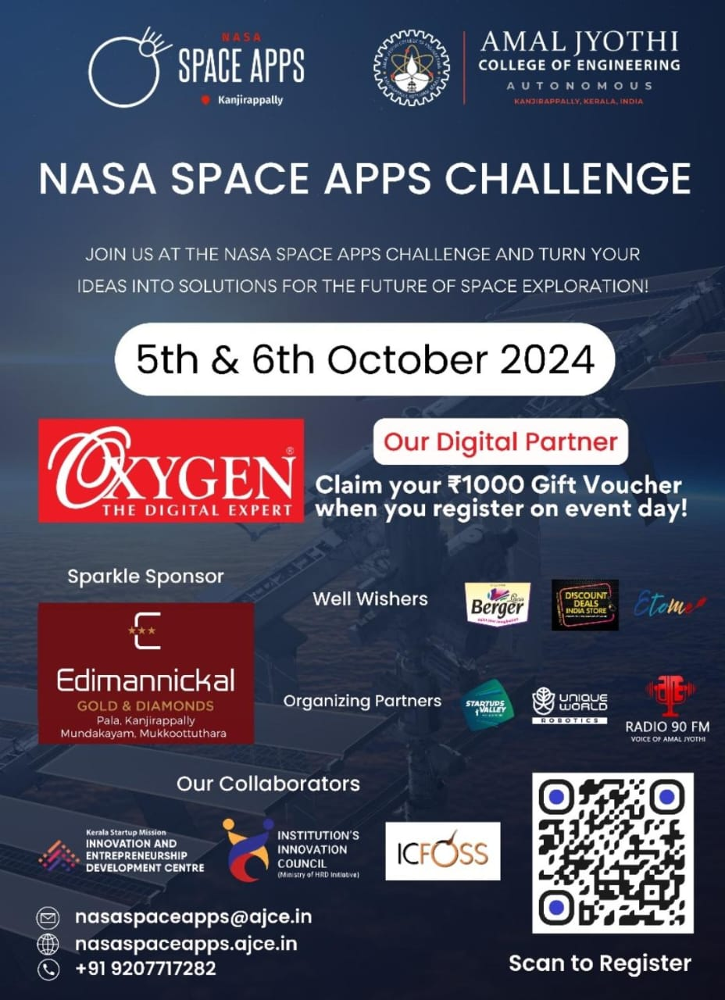 NASA
SPACE APPS
Kanjirappally
AMAL JYOTHI
COLLEGE OF ENGINEERING
AUTONOMOUS
KANJIRAPPALLY, KERALA, INDIA
NASA SPACE APPS CHALLENGE
JOIN US AT THE NASA SPACE APPS CHALLENGE AND TURN YOUR
IDEAS INTO SOLUTIONS FOR THE FUTURE OF SPACE EXPLORATION!
5th & 6th October 2024
OXYGEN®
THE DIGITAL EXPERT
Our Digital Partner
Claim your ₹1000 Gift Voucher
when you register on event day!
Sparkle Sponsor
Edimannickal
GOLD & DIAMONDS
Pala, Kanjirappally
Mundakayam, Mukkoottuthara
Well Wishers
Berger
DISCOUNT
DEALS
INDIA STORE
Etome
Organizing Partners
STARTUPS
VALLEY
UNIQUE
WORLD
ROBOTICS
RADIO 90 FM
VOICE OF AMAL JYOTHI
Our Collaborators
Kerala Startup Mission
INNOVATION AND
ENTREPRENEURSHIP
DEVELOPMENT CENTRE
INSTITUTION'S
INNOVATION
COUNCIL
(Ministry of HRD Initiative)
ICFOSS
nasaspaceapps@ajce.in
nasaspaceapps.ajce.in
+91 9207717282
Scan to Register